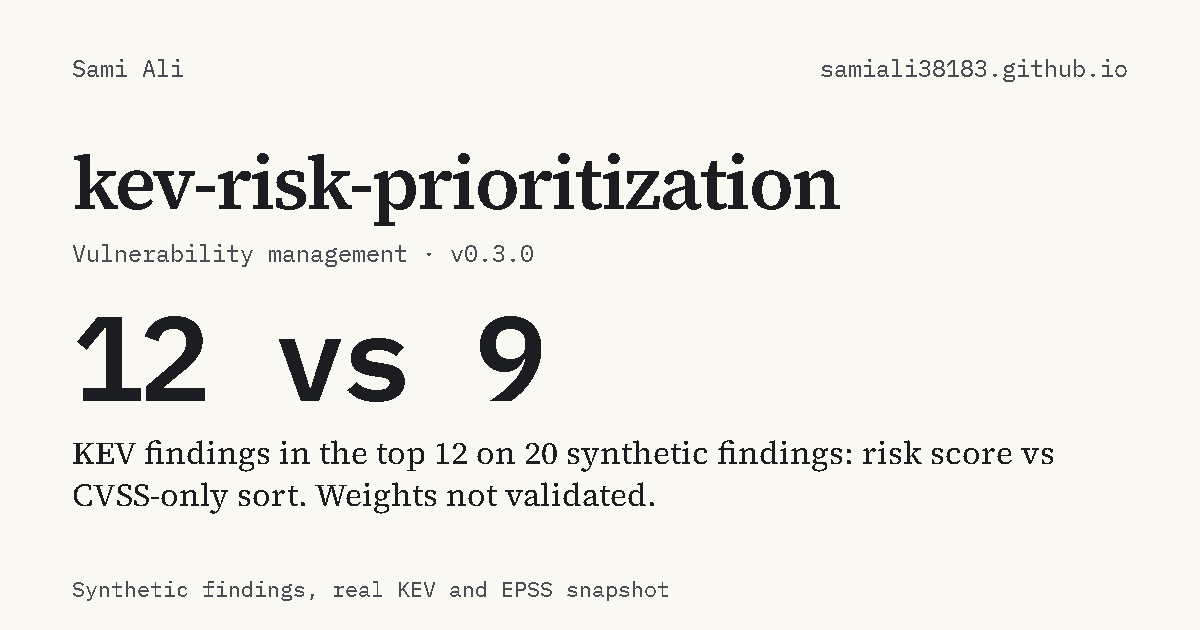 Sami Ali
samiali38183.github.io
kev-risk-prioritization
Vulnerability management · v0.3.0
12 vs 9
KEV findings in the top 12 on 20 synthetic findings: risk score vs
CVSS-only sort. Weights not validated.
Synthetic findings, real KEV and EPSS snapshot